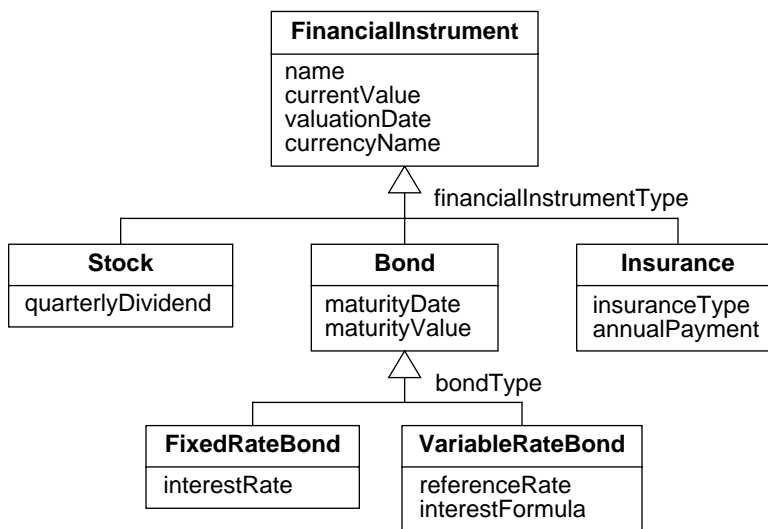 FinancialInstrument
name
currentValue
valuationDate
currencyName
financialInstrumentType
Stock
quarterlyDividend
Bond
maturityDate
maturityValue
Insurance
insuranceType
annualPayment
bondType
FixedRateBond
interestRate
VariableRateBond
referenceRate
interestFormula